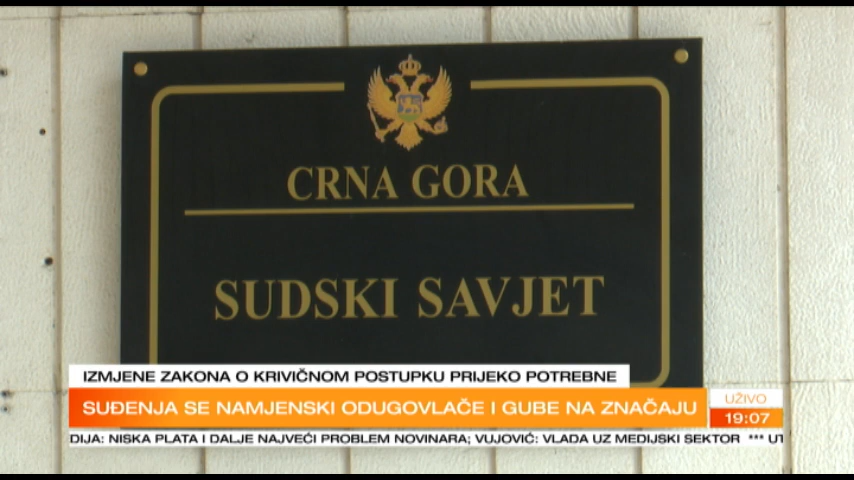 CRNA GORA
SUDSKI SAVJET
IZMJENE ZAKONA O KRIVIČNOM POSTUPKU PRIJEKO POTREBNE
SUĐENJA SE NAMJENSKI ODUGOVLAČE I GUBE NA ZNAČAJU
UŽIVO
19:07
DIJA: NISKA PLATA I DALJE NAJVEĆI PROBLEM NOVINARA; VUJOVIĆ: VLADA UZ MEDIJSKI SEKTOR *** UT